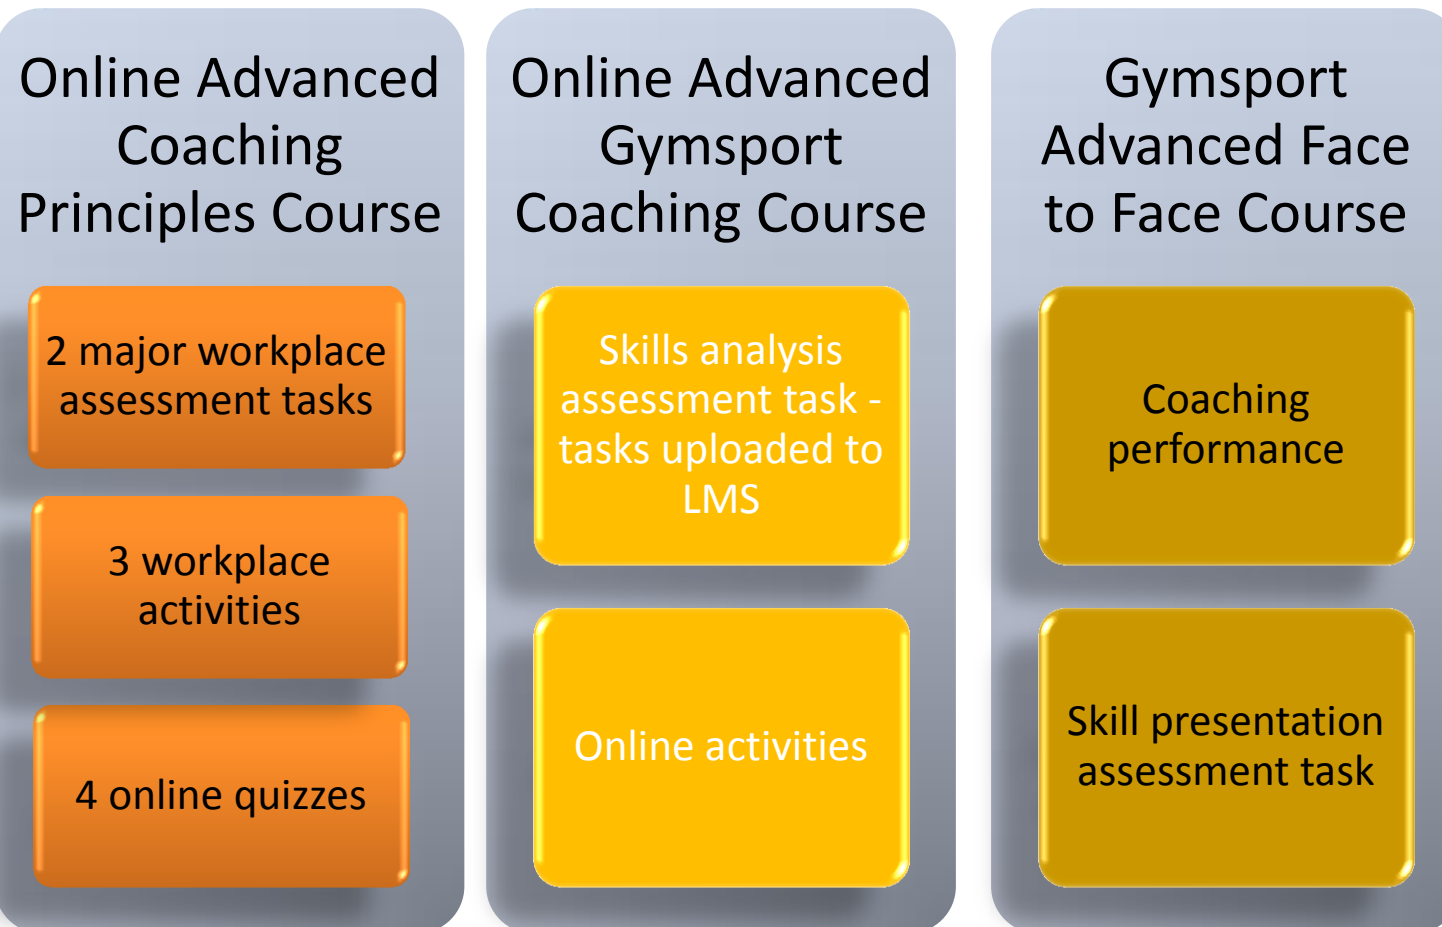 Online Advanced
Coaching
Principles Course
2 major workplace
assessment tasks
3 workplace
activities
4 online quizzes
Online Advanced
Gymsport
Coaching Course
Skills analysis
assessment task -
tasks uploaded to
LMS
Online activities
Gymsport
Advanced Face
to Face Course
Coaching
performance
Skill presentation
assessment task